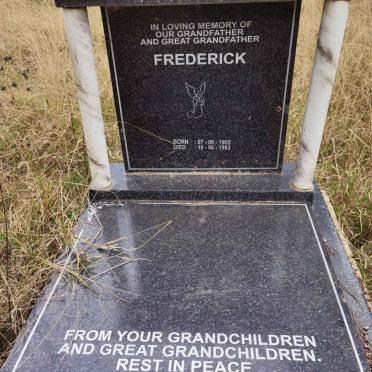 IN LOVING MEMORY OF
OUR GRANDFATHER
AND GREAT GRANDFATHER
FREDERICK
BORN
DIED
FROM YOUR GRANDCHILDREN
AND GREAT GRANDCHILDREN.
REST IN PEACE